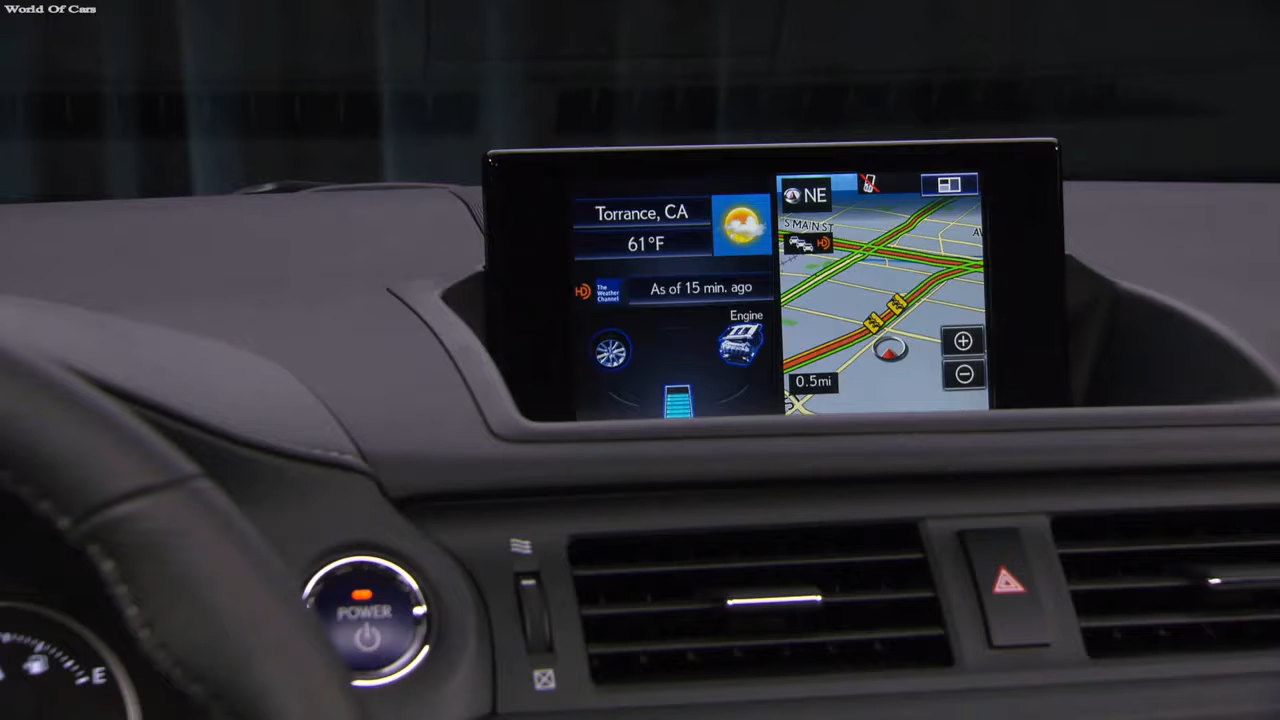 World Of Cars
Torrance, CA
61°F
The
Weather
Channel
As of 15 min. ago
Engine
NE
S MAIN ST
A
0.5mi
POWER
E